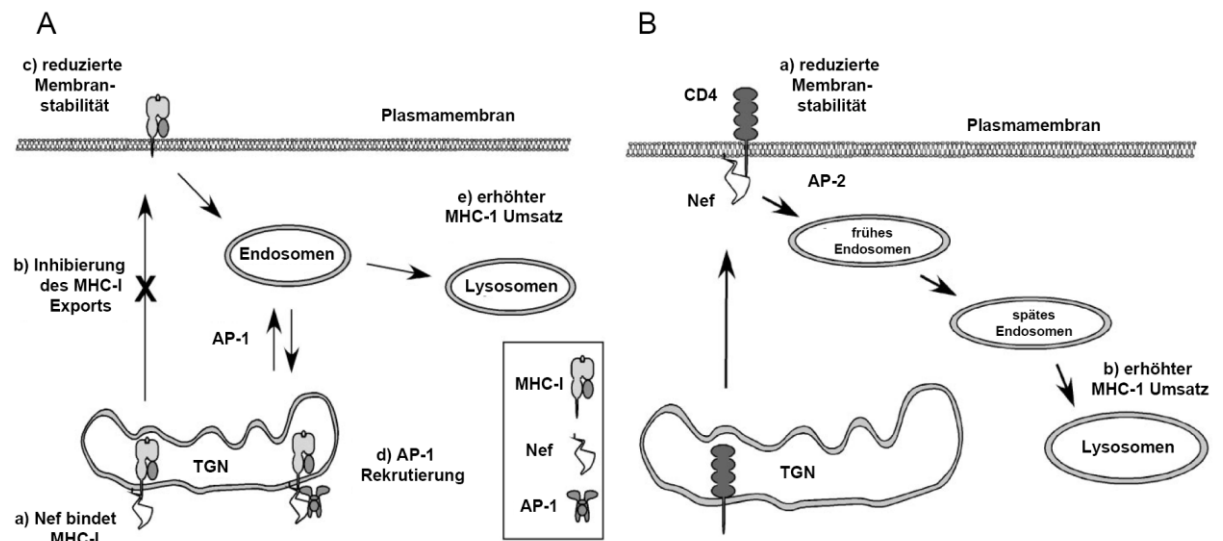 A
c) reduzierte
Membran-
stabilität
Plasmamembran
e) erhöhter
MHC-1 Umsatz
Endosomen
b) Inhibierung
des MHC-I
Exports
X
Lysosomen
AP-1
MHC-I
TGN
d) AP-1
Rekrutierung
Nef
AP-1
a) Nef bindet
MHC-I
B
a) reduzierte
Membran-
stabilität
CD4
Plasmamembran
Nef
AP-2
frühes
Endosomen
spätes
Endosomen
b) erhöhter
MHC-1 Umsatz
Lysosomen
TGN